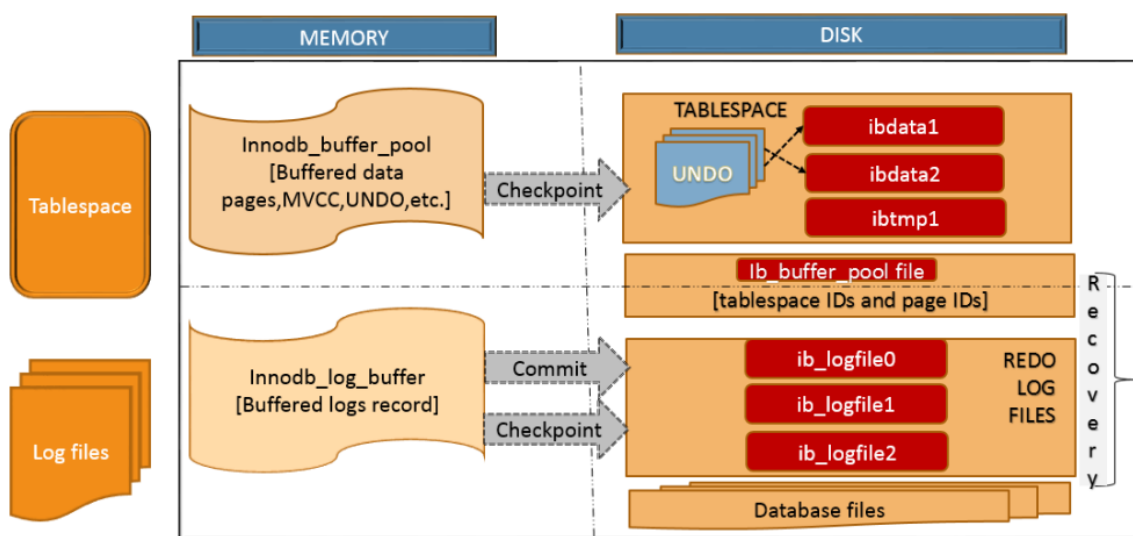 MEMORY
DISK
Tablespace
Innodb_buffer_pool
[Buffered data
pages,MVCC,UNDO,etc.]
Checkpoint
TABLESPACE
UNDO
ibdata1
ibdata2
ibtmp1
Ib_buffer_pool file
[tablespace IDs and page IDs]
Log files
Innodb_log_buffer
[Buffered logs record]
Commit
Checkpoint
ib_logfile0
ib_logfile1
ib_logfile2
REDO
LOG
FILES
Recovery
Database files